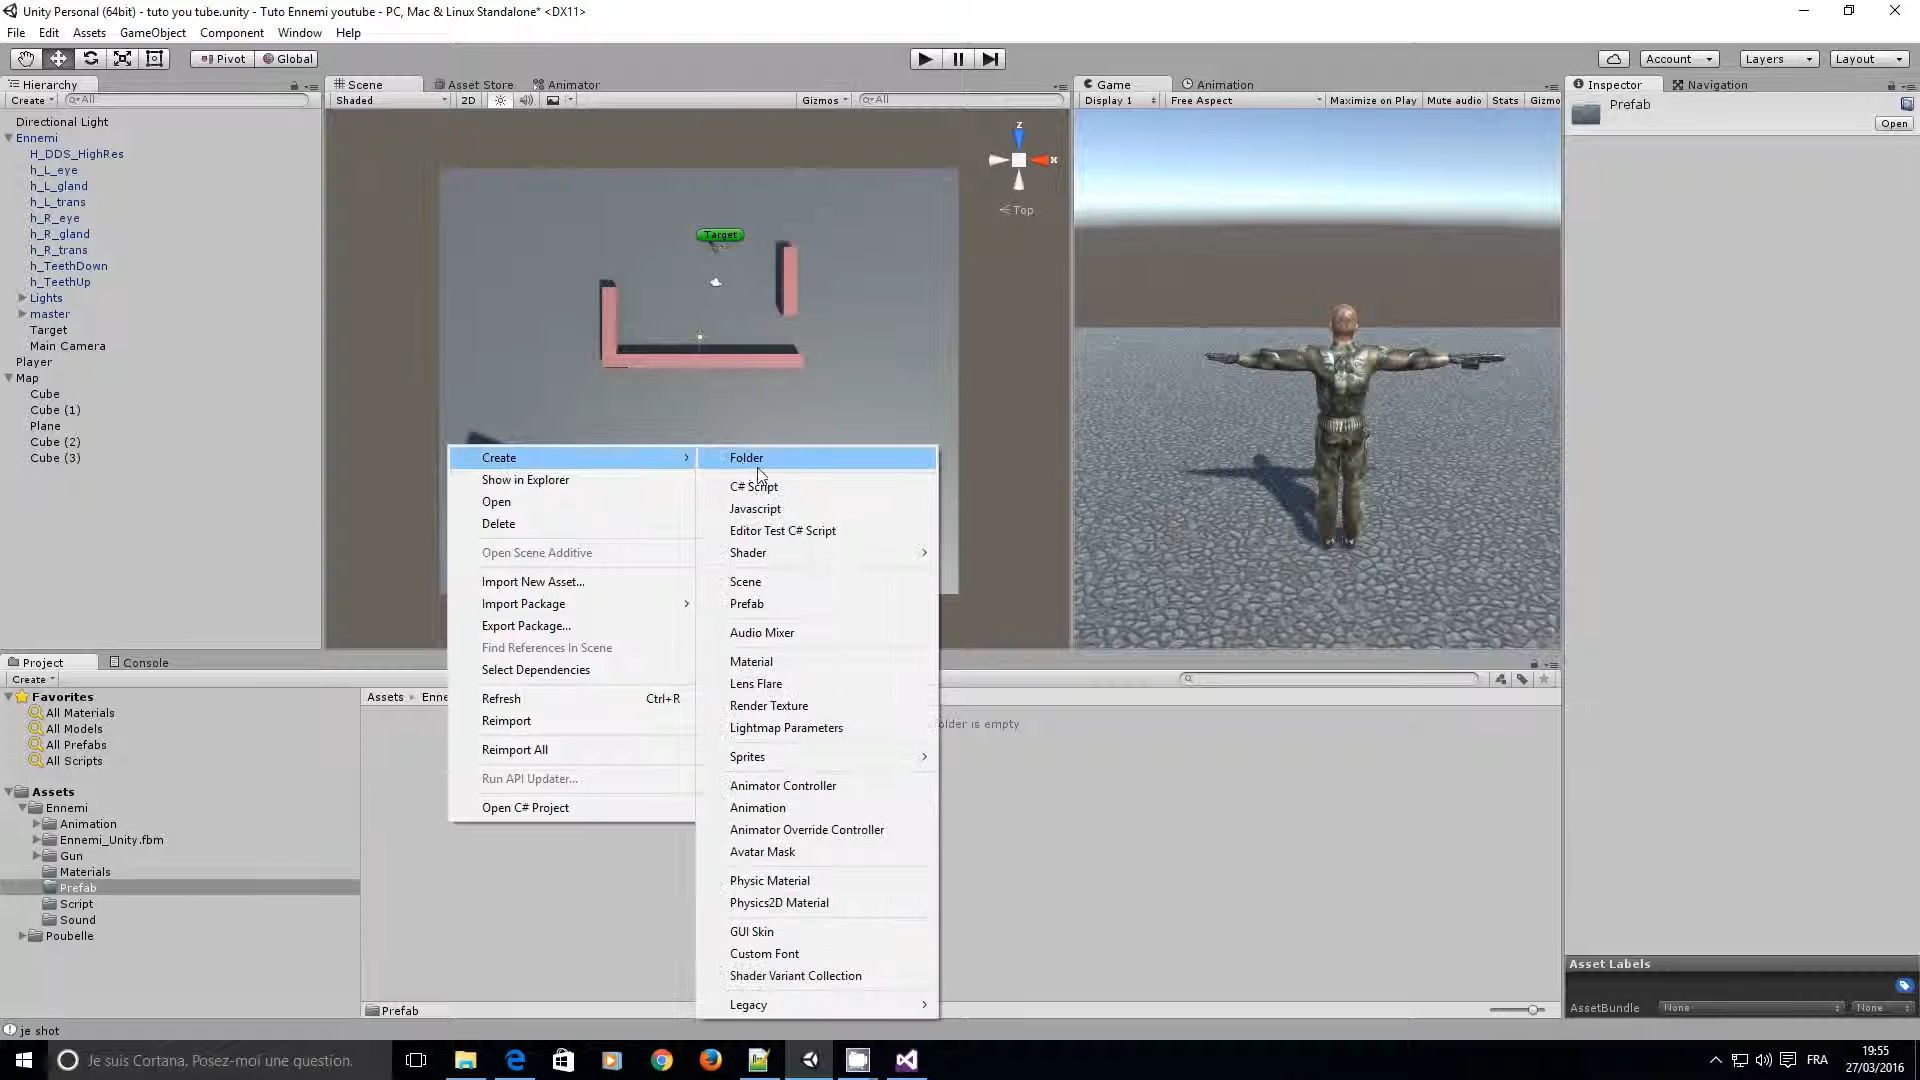 Unity Personal (64bit) - tuto you tube.unity - Tuto Ennemi youtube - PC, Mac & Linux Standalone* <DX11>
File Edit Assets GameObject Component Window Help
Pivot Global Account Layers Layout
Hierarchy Scene Asset Store Animator Game Animation Inspector Navigation
Create All Shaded 2D Gizmos All Display 1 Free Aspect Maximize on Play Mute audio Stats Gizmo
Prefab
Open
Directional Light
Ennemi
H_DDS_HighRes
h_L_eye
h_L_gland
h_L_trans
h_R_eye
h_R_gland
h_R_trans
h_TeethDown
h_TeethUp
Lights
master
Target
Main Camera
Player
Map
Cube
Cube (1)
Plane
Cube (2)
Cube (3)
z
x
Top
Target
Create
Show in Explorer
Open
Delete
Open Scene Additive
Import New Asset...
Import Package
Export Package...
Find References In Scene
Select Dependencies
Refresh Ctrl+R
Reimport
Reimport All
Run API Updater...
Open C# Project
Folder
C# Script
Javascript
Editor Test C# Script
Shader
Scene
Prefab
Audio Mixer
Material
Lens Flare
Render Texture
Lightmap Parameters
Sprites
Animator Controller
Animation
Animator Override Controller
Avatar Mask
Physic Material
Physics2D Material
GUI Skin
Custom Font
Shader Variant Collection
Legacy
Project Console
Create
Favorites
All Materials
All Models
All Prefabs
All Scripts
Assets
Ennemi
Animation
Ennemi_Unity.fbm
Gun
Materials
Prefab
Script
Sound
Poubelle
Assets Enne
older is empty
Prefab
Asset Labels
AssetBundle None None
je shot
Je suis Cortana. Posez-moi une question.
FRA
19:55
27/03/2016